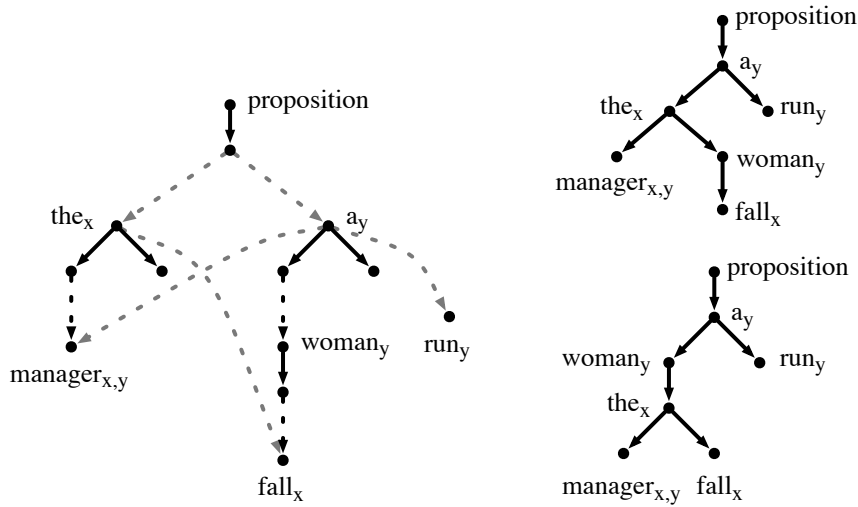 proposition
the_x
a_y
woman_y
run_y
manager_x,y
fall_x
proposition
a_y
the_x
run_y
woman_y
manager_x,y
fall_x
proposition
a_y
woman_y
run_y
the_x
manager_x,y fall_x